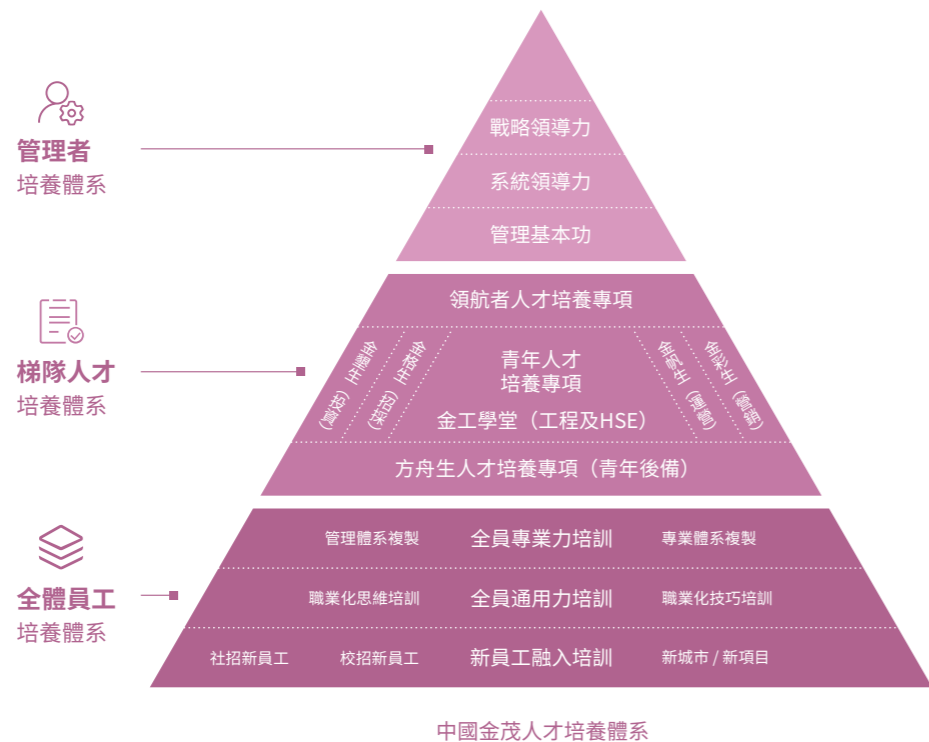 管理者
培養體系
戰略領導力
系統領導力
管理基本功
梯隊人才
培養體系
領航者人才培養專項
金壐生（投資）
金格生（招採）
青年人才
培養專項
金工學堂（工程及HSE）
金帆生（運營）
金彩生（營銷）
方舟生人才培養專項（青年後備）
全體員工
培養體系
管理體系複製
全員專業力培訓
專業體系複製
職業化思維培訓
全員通用力培訓
職業化技巧培訓
社招新員工
校招新員工
新員工融入培訓
新城市 / 新項目
中國金茂人才培養體系